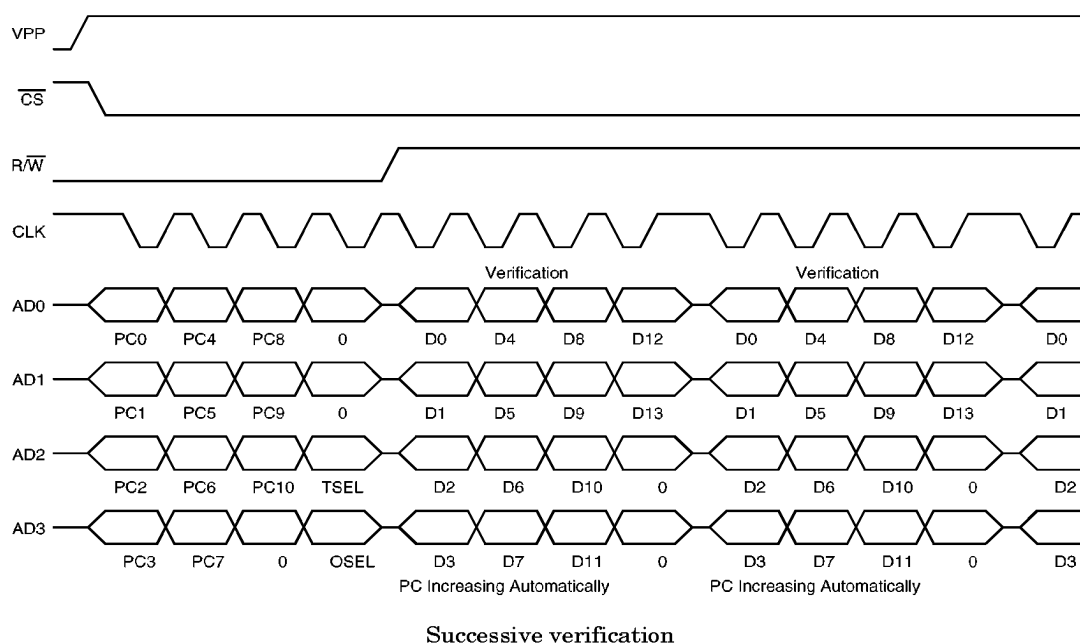 VPP
CS
R/W
CLK
Verification Verification
AD0
PC0 PC4 PC8 0 D0 D4 D8 D12 D0 D4 D8 D12 D0
AD1
PC1 PC5 PC9 0 D1 D5 D9 D13 D1 D5 D9 D13 D1
AD2
PC2 PC6 PC10 TSEL D2 D6 D10 0 D2 D6 D10 0 D2
AD3
PC3 PC7 0 OSEL D3 D7 D11 0 D3 D7 D11 0 D3
PC Increasing Automatically PC Increasing Automatically
Successive verification